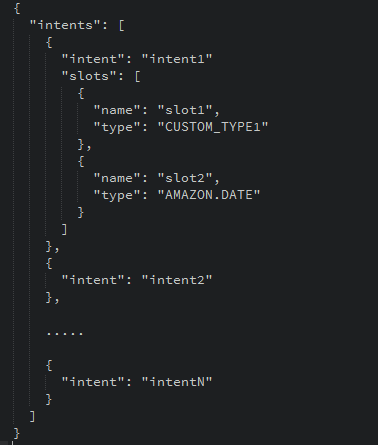 {
  "intents": [
    {
      "intent": "intent1"
      "slots": [
        {
          "name": "slot1",
          "type": "CUSTOM_TYPE1"
        },
        {
          "name": "slot2",
          "type": "AMAZON.DATE"
        }
      ]
    },
    {
      "intent": "intent2"
    },
    .....
    {
      "intent": "intentN"
    }
  ]
}